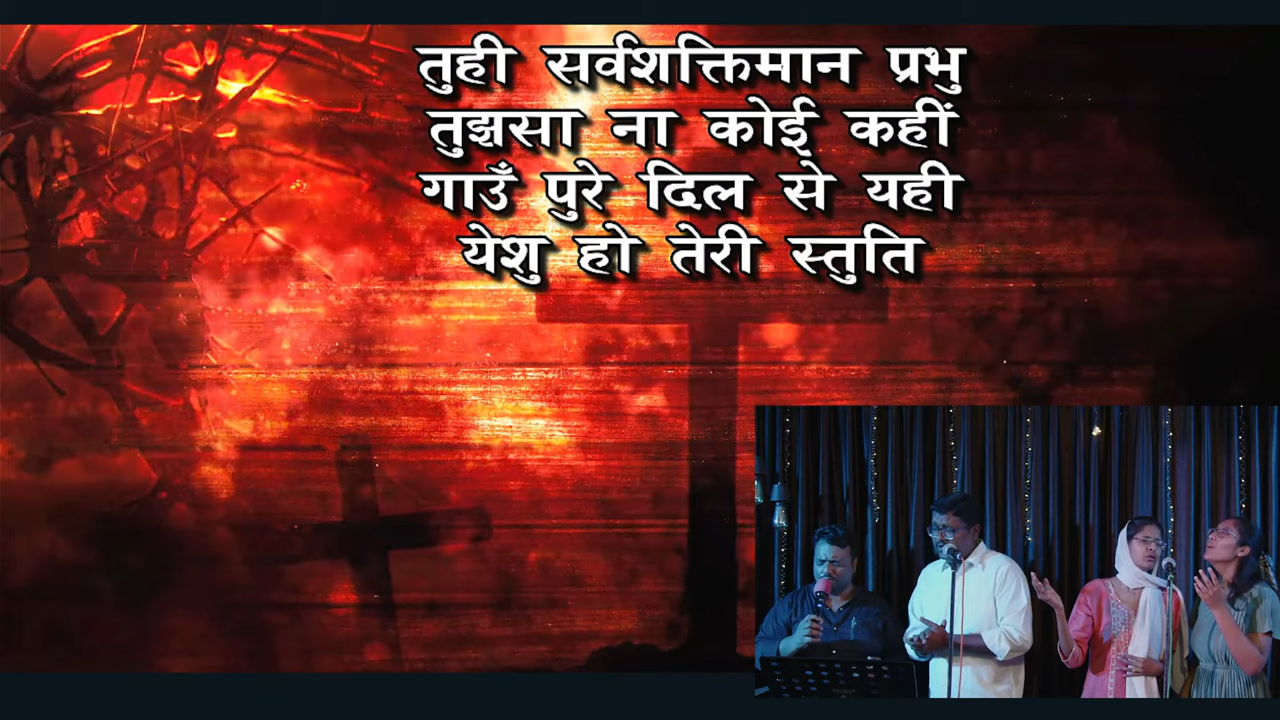 तुही सर्वशक्तिमान प्रभु
तुझसा ना कोई कहीं
गाउँ पुरे दिल से यही
येशु हो तेरी स्तुति